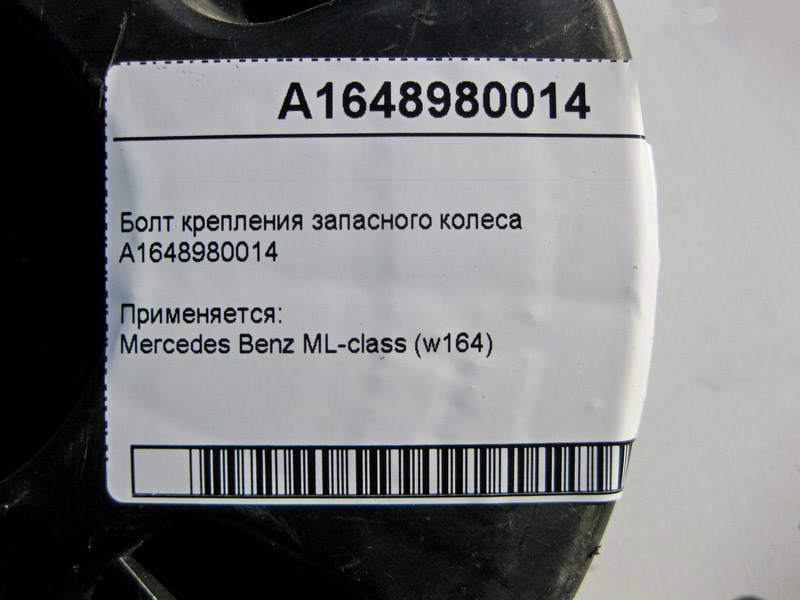 A1648980014
Болт крепления запасного колеса
A1648980014
Применяется:
Mercedes Benz ML-class (w164)